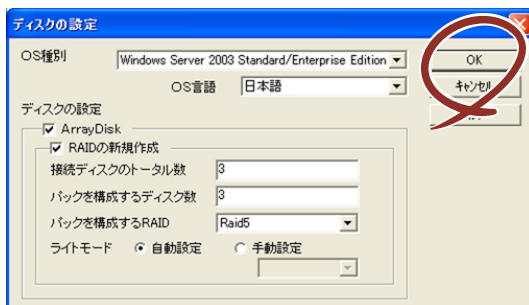 ディスクの設定
OS種別 Windows Server 2003 Standard/Enterprise Edition OK
OS言語 日本語 キャンセル
ディスクの設定
ArrayDisk
RAIDの新規作成
接続ディスクのトータル数 3
パックを構成するディスク数 3
パックを構成するRAID Raid5
ライトモード 自動設定 手動設定